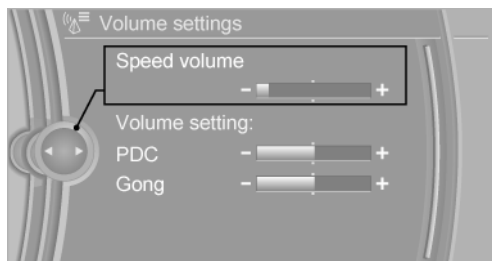 Volume settings
Speed volume
- +
Volume setting:
PDC - +
Gong - +